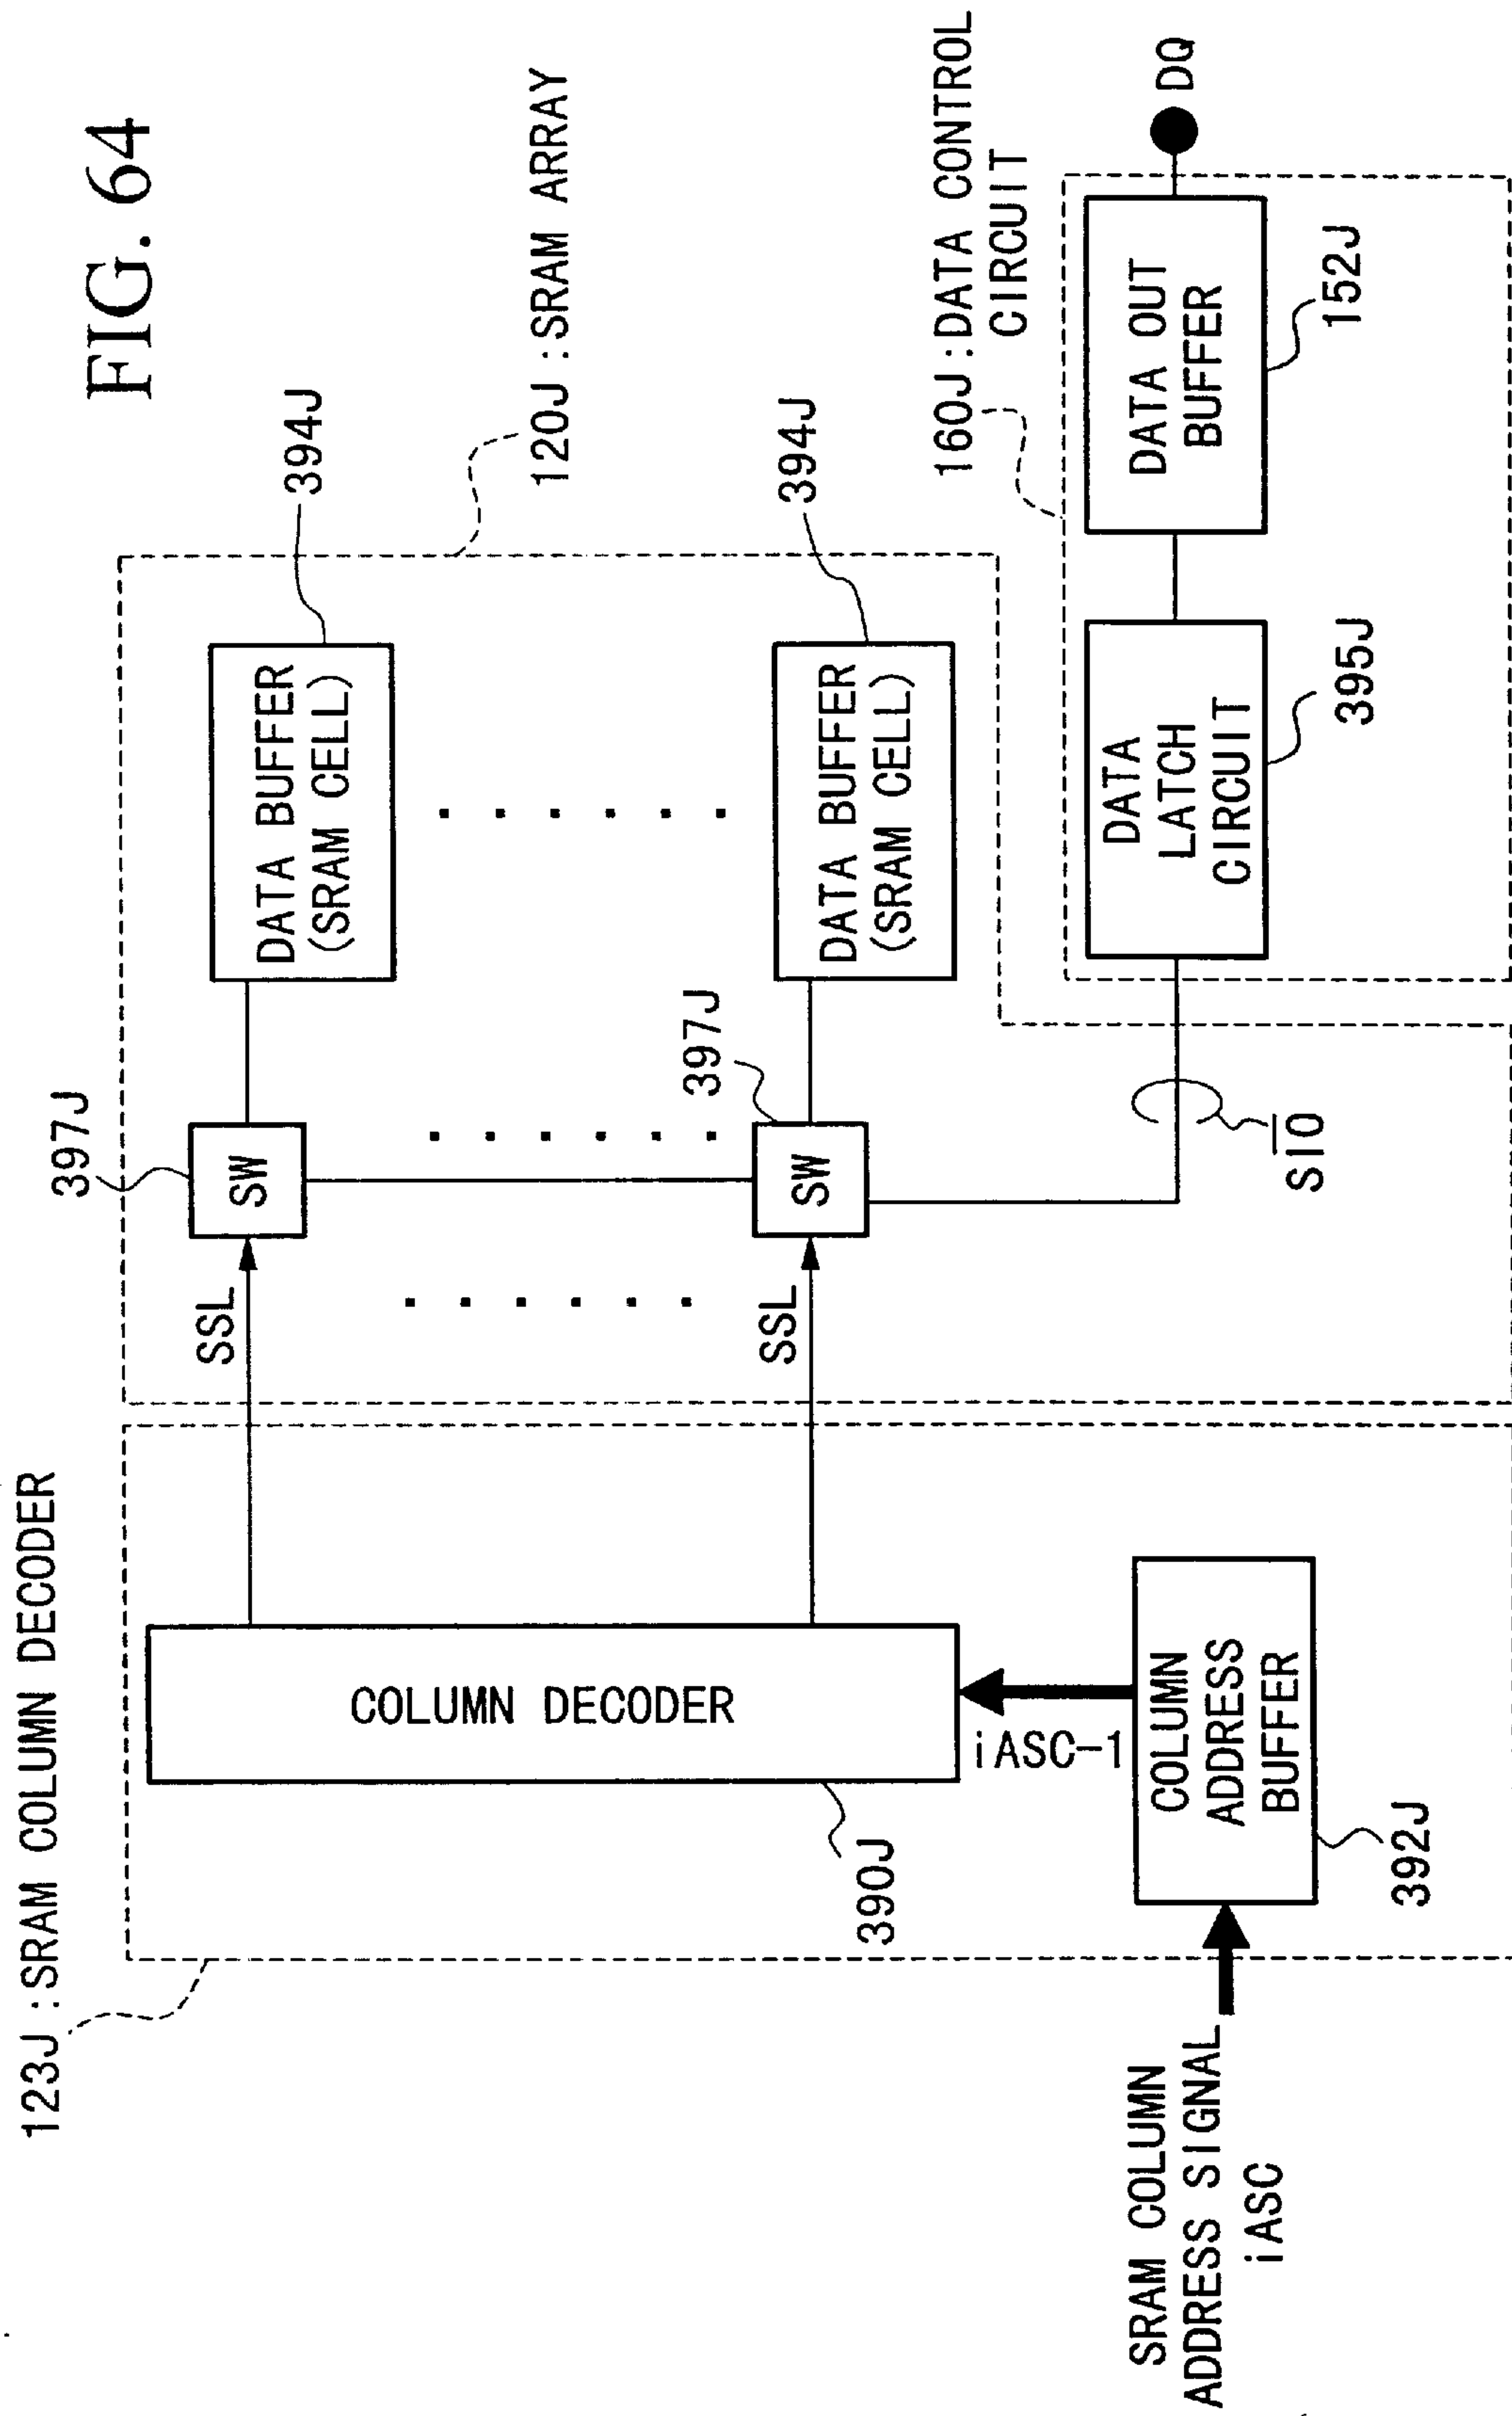 FIG. 64
123J :SRAM COLUMN DECODER
397J
394J
120J :SRAM ARRAY
SSL
SW
DATA BUFFER
(SRAM CELL)
COLUMN DECODER
390J
397J
394J
SSL
SW
DATA BUFFER
(SRAM CELL)
iASC-1
160J :DATA CONTROL
CIRCUIT
SRAM COLUMN
ADDRESS SIGNAL
iASC
COLUMN
ADDRESS
BUFFER
392J
SIO
DATA
LATCH
CIRCUIT
395J
DATA OUT
BUFFER
152J
DQ